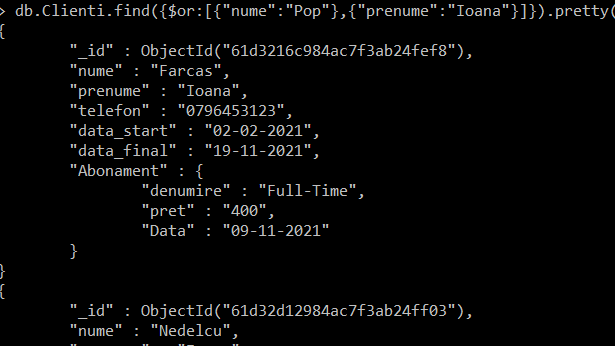 > db.Clienti.find({$or:[{"nume":"Pop"},{"prenume":"Ioana"}]}).pretty(
{
"_id" : ObjectId("61d3216c984ac7f3ab24fef8"),
"nume" : "Farcas",
"prenume" : "Ioana",
"telefon" : "0796453123",
"data_start" : "02-02-2021",
"data_final" : "19-11-2021",
"Abonament" : {
"denumire" : "Full-Time",
"pret" : "400",
"Data" : "09-11-2021"
}
}
{
"_id" : ObjectId("61d32d12984ac7f3ab24ff03"),
"nume" : "Nedelcu",